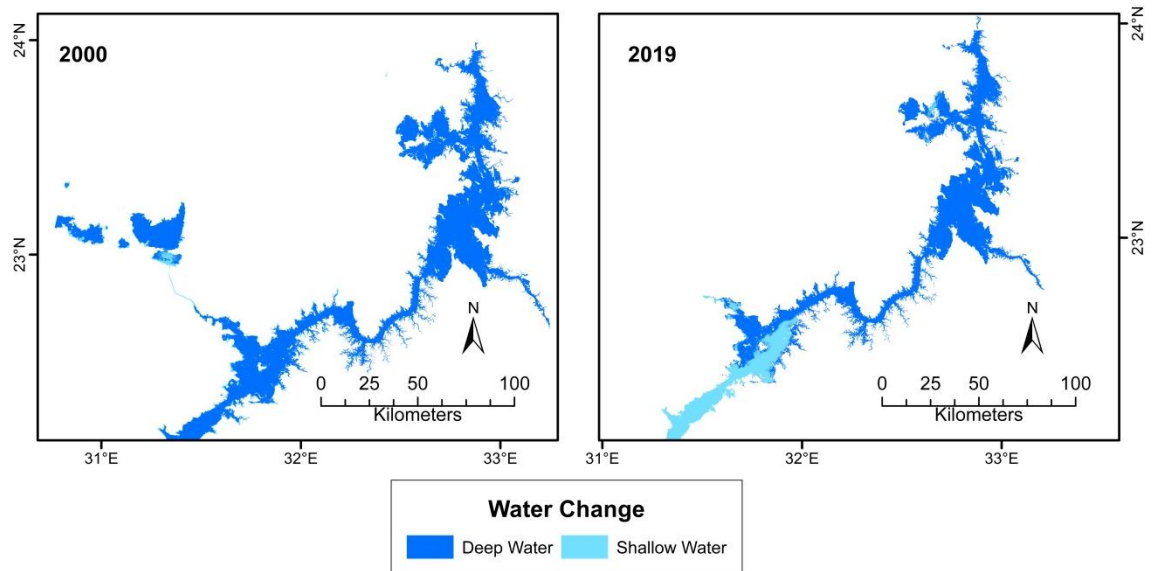 2000
24°N
23°N
31°E
32°E
33°E
N
0 25 50 100
Kilometers
2019
24°N
23°N
31°E
32°E
33°E
N
0 25 50 100
Kilometers
Water Change
Deep Water
Shallow Water